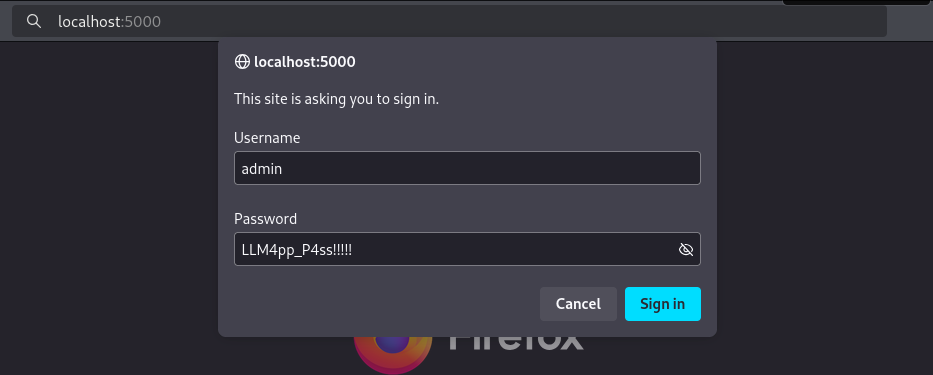 localhost:5000
localhost:5000
This site is asking you to sign in.
Username
admin
Password
LLM4pp_P4ss!!!!!
Cancel
Sign in
Firefox